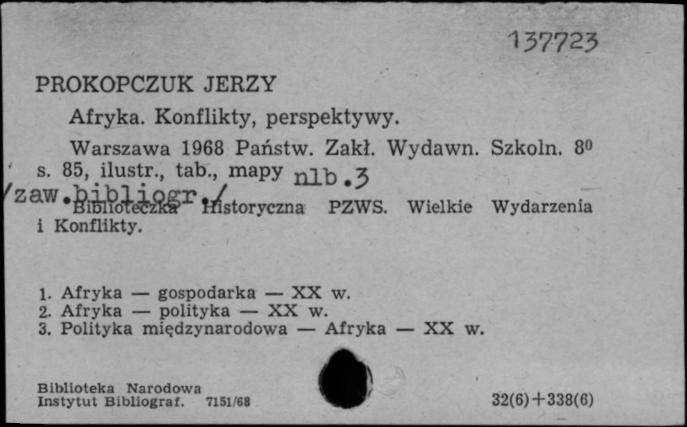 137723
PROKOPCZUK JERZY
Afryka. Konflikty, perspektywy.
Warszawa 1968 Państw. Zakł. Wydawn. Szkoln. 8⁰
s. 85, ilustr., tab., mapy nlb.3
/zaw.bibliogr./
Biblioteczka Historyczna PZWS. Wielkie Wydarzenia
i Konflikty.
1. Afryka — gospodarka — XX w.
2. Afryka — polityka — XX w.
3. Polityka międzynarodowa — Afryka — XX w.
Biblioteka Narodowa
Instytut Bibliograf. 7151/68
32(6)+338(6)